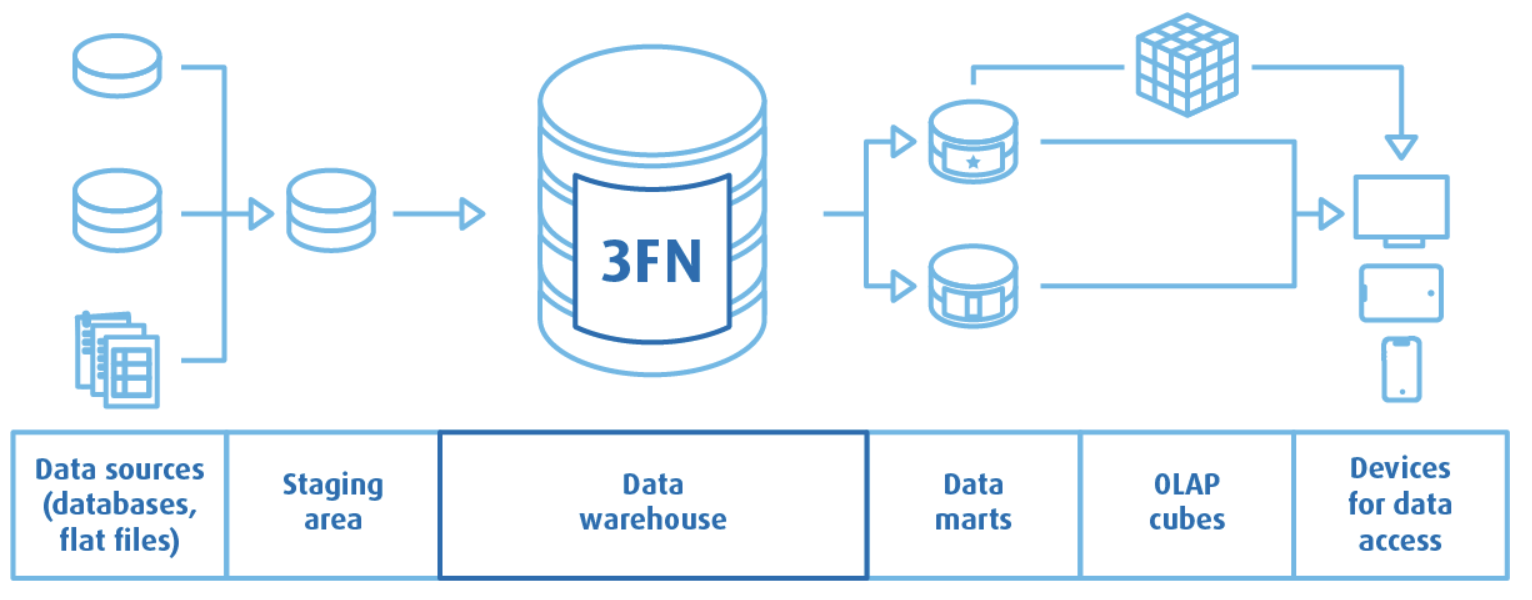 3FN
Data sources
(databases,
flat files)
Staging
area
Data
warehouse
Data
marts
OLAP
cubes
Devices
for data
access